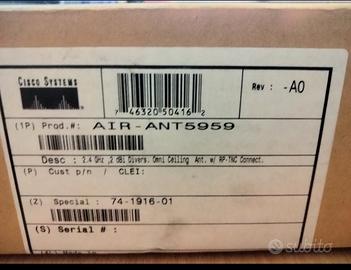 CISCO SYSTEMS
7 46320 50416 2
Rev : -A0
(1P) Prod.#: AIR-ANT5959
Desc : 2.4 GHz ,2 dBi Divers. Omni Ceiling Ant. w/ RP-TNC Connect.
(P) Cust p/n / CLEI:
(Z) Special : 74-1916-01
(S) Serial # :
subito